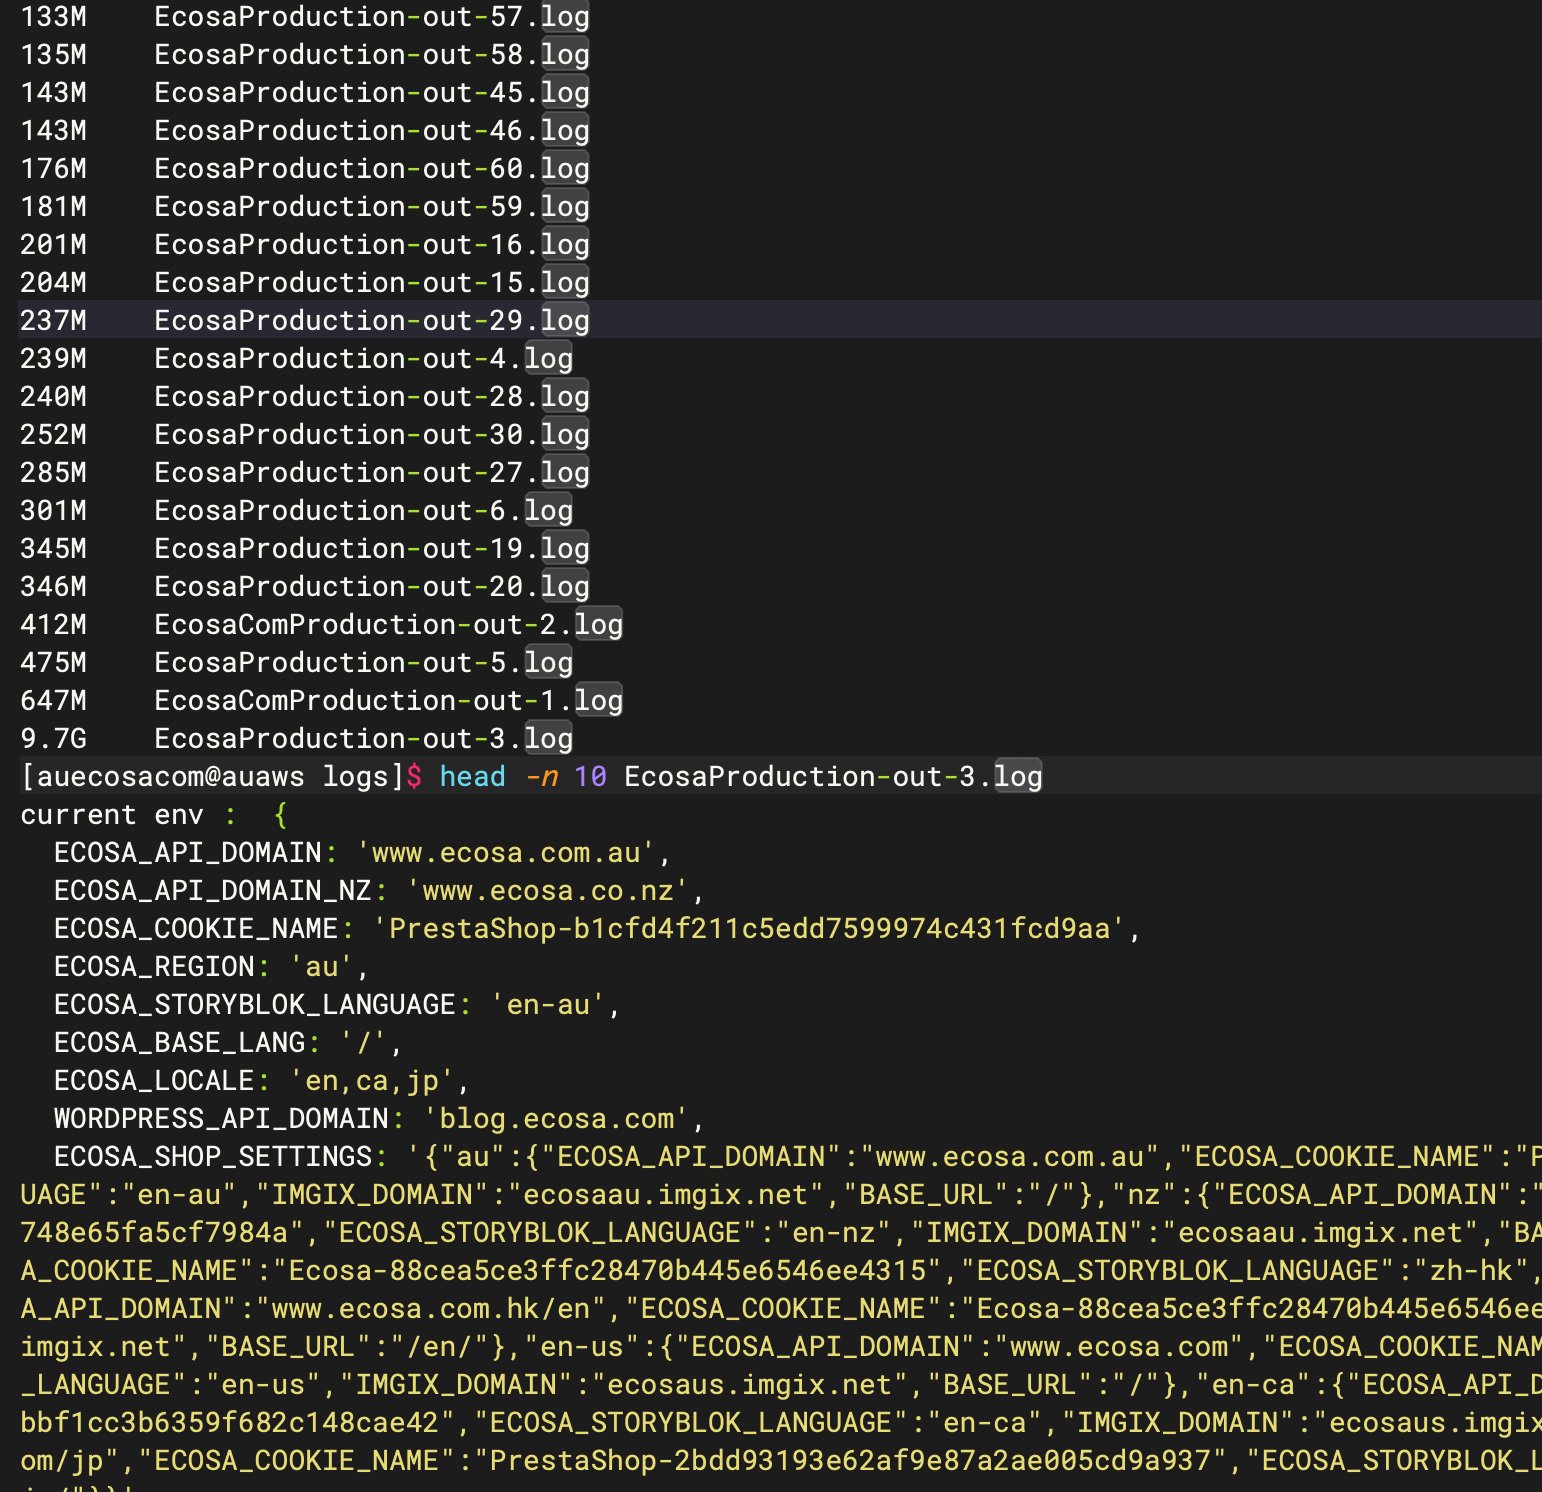 133M    EcosaProduction-out-57.log
135M    EcosaProduction-out-58.log
143M    EcosaProduction-out-45.log
143M    EcosaProduction-out-46.log
176M    EcosaProduction-out-60.log
181M    EcosaProduction-out-59.log
201M    EcosaProduction-out-16.log
204M    EcosaProduction-out-15.log
237M    EcosaProduction-out-29.log
239M    EcosaProduction-out-4.log
240M    EcosaProduction-out-28.log
252M    EcosaProduction-out-30.log
285M    EcosaProduction-out-27.log
301M    EcosaProduction-out-6.log
345M    EcosaProduction-out-19.log
346M    EcosaProduction-out-20.log
412M    EcosaComProduction-out-2.log
475M    EcosaProduction-out-5.log
647M    EcosaComProduction-out-1.log
9.7G    EcosaProduction-out-3.log
[auecosacom@auaws logs]$ head -n 10 EcosaProduction-out-3.log
current env :  {
  ECOSA_API_DOMAIN: 'www.ecosa.com.au',
  ECOSA_API_DOMAIN_NZ: 'www.ecosa.co.nz',
  ECOSA_COOKIE_NAME: 'PrestaShop-b1cfd4f211c5edd7599974c431fcd9aa',
  ECOSA_REGION: 'au',
  ECOSA_STORYBLOK_LANGUAGE: 'en-au',
  ECOSA_BASE_LANG: '/',
  ECOSA_LOCALE: 'en,ca,jp',
  WORDPRESS_API_DOMAIN: 'blog.ecosa.com',
  ECOSA_SHOP_SETTINGS: '{"au":{"ECOSA_API_DOMAIN":"www.ecosa.com.au","ECOSA_COOKIE_NAME":"P
UAGE":"en-au","IMGIX_DOMAIN":"ecosaau.imgix.net","BASE_URL":"/"},"nz":{"ECOSA_API_DOMAIN":"
748e65fa5cf7984a","ECOSA_STORYBLOK_LANGUAGE":"en-nz","IMGIX_DOMAIN":"ecosaau.imgix.net","BA
A_COOKIE_NAME":"Ecosa-88cea5ce3ffc28470b445e6546ee4315","ECOSA_STORYBLOK_LANGUAGE":"zh-hk",
A_API_DOMAIN":"www.ecosa.com.hk/en","ECOSA_COOKIE_NAME":"Ecosa-88cea5ce3ffc28470b445e6546ee
imgix.net","BASE_URL":"/en/"},"en-us":{"ECOSA_API_DOMAIN":"www.ecosa.com","ECOSA_COOKIE_NAM
_LANGUAGE":"en-us","IMGIX_DOMAIN":"ecosaus.imgix.net","BASE_URL":"/"},"en-ca":{"ECOSA_API_D
bbf1cc3b6359f682c148cae42","ECOSA_STORYBLOK_LANGUAGE":"en-ca","IMGIX_DOMAIN":"ecosaus.imgix
om/jp","ECOSA_COOKIE_NAME":"PrestaShop-2bdd93193e62af9e87a2ae005cd9a937","ECOSA_STORYBLOK_L